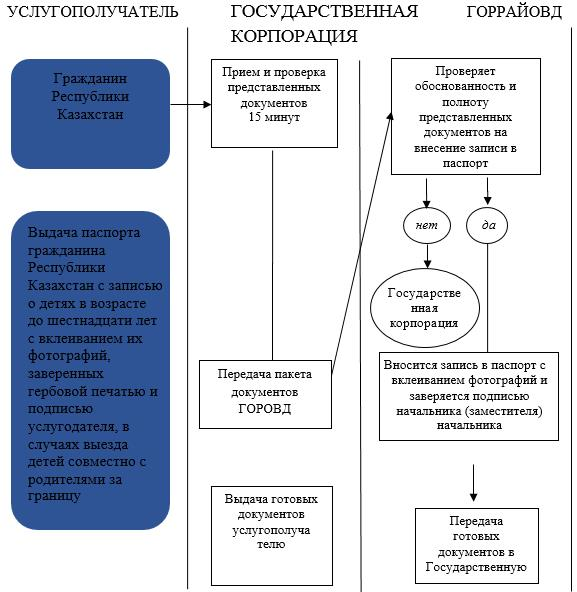 УСЛУГОПОЛУЧАТЕЛЬ
ГОСУДАРСТВЕННАЯ
КОРПОРАЦИЯ
ГОРРАЙОВД
Гражданин
Республики
Казахстан
Прием и проверка
представленных
документов
15 минут
Проверяет
обоснованность и
полноту
представленных
документов на
внесение записи в
паспорт
нет
да
Государстве
нная
корпорация
Выдача паспорта
гражданина
Республики
Казахстан с записью
о детях в возрасте
до шестнадцати лет
с вклеиванием их
фотографий,
заверенных
гербовой печатью и
подписью
услугодателя, в
случаях выезда
детей совместно с
родителями за
границу
Передача пакета
документов
ГОРОВД
Вносится запись в паспорт с
вклеиванием фотографий и
заверяется подписью
начальника (заместителя)
начальника
Выдача готовых
документов
услугополуча
телю
Передача
готовых
документов в
Государственную